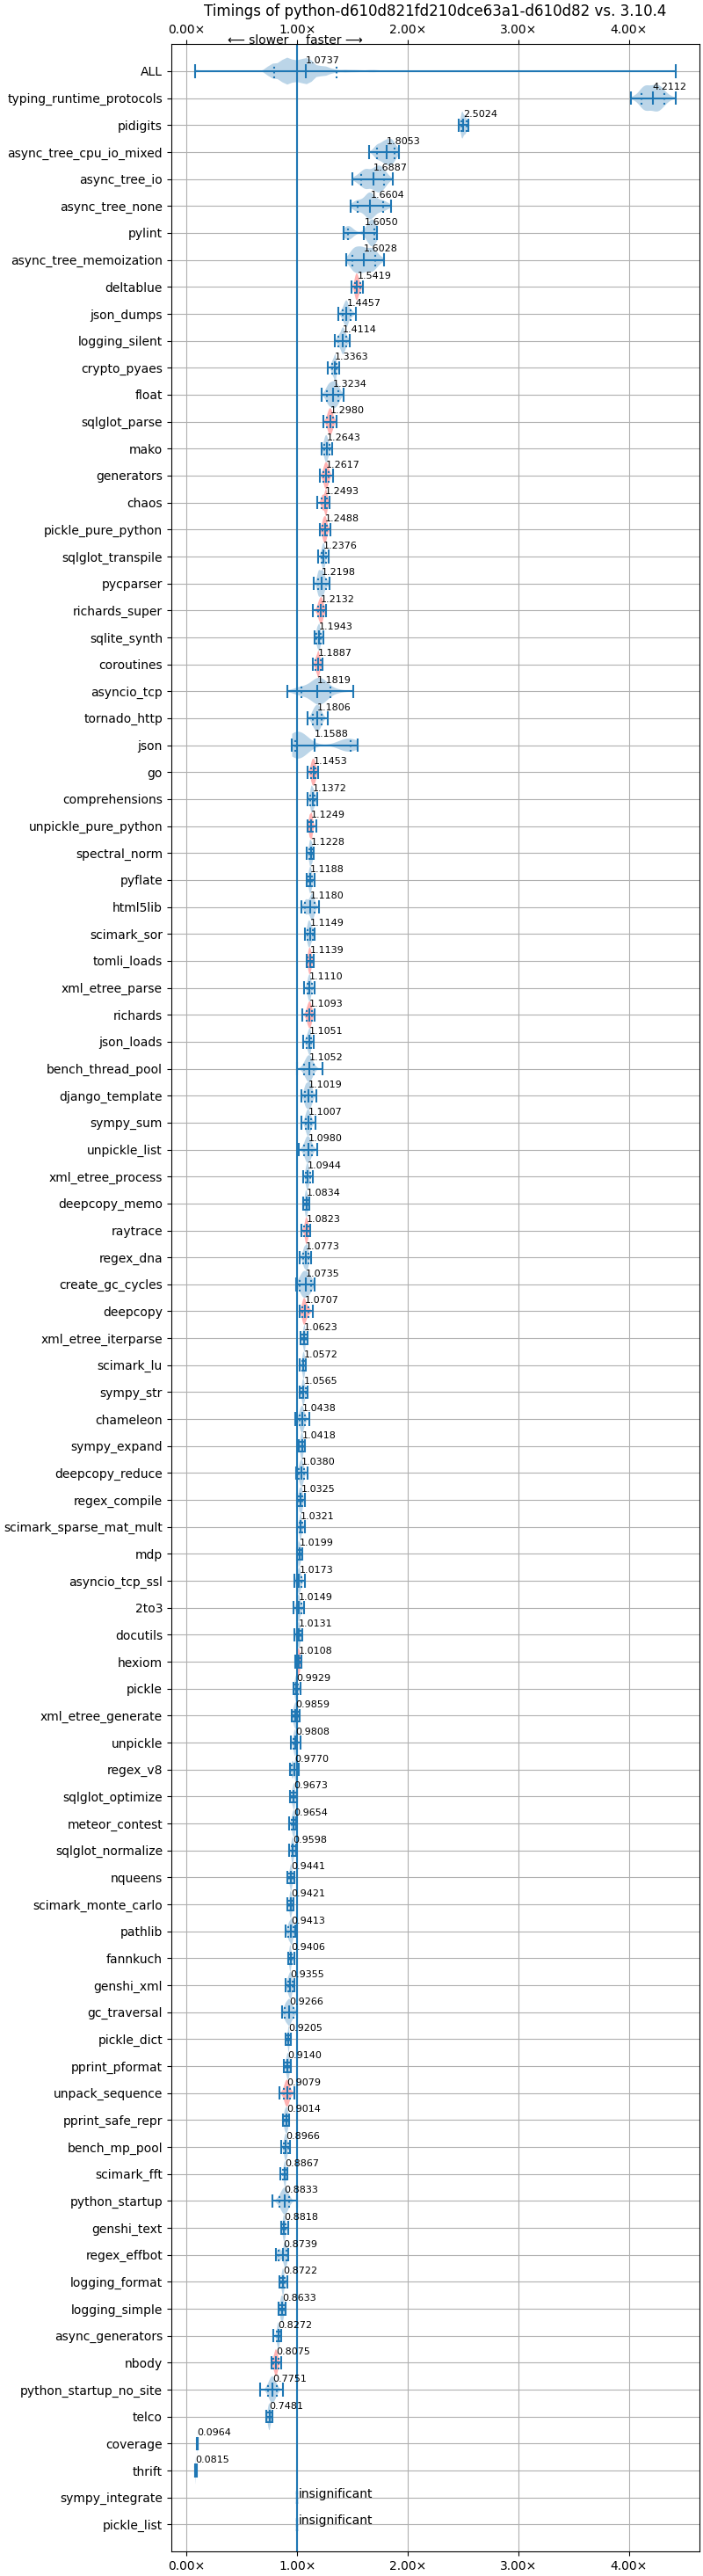 Timings of python-d610d821fd210dce63a1-d610d82 vs. 3.10.4
0.00× 1.00× 2.00× 3.00× 4.00×
⟵ slower faster ⟶
ALL 1.0737
typing_runtime_protocols 4.2112
pidigits 2.5024
async_tree_cpu_io_mixed 1.8053
async_tree_io 1.6887
async_tree_none 1.6604
pylint 1.6050
async_tree_memoization 1.6028
deltablue 1.5419
json_dumps 1.4457
logging_silent 1.4114
crypto_pyaes 1.3363
float 1.3234
sqlglot_parse 1.2980
mako 1.2643
generators 1.2617
chaos 1.2493
pickle_pure_python 1.2488
sqlglot_transpile 1.2376
pycparser 1.2198
richards_super 1.2132
sqlite_synth 1.1943
coroutines 1.1887
asyncio_tcp 1.1819
tornado_http 1.1806
json 1.1588
go 1.1453
comprehensions 1.1372
unpickle_pure_python 1.1249
spectral_norm 1.1228
pyflate 1.1188
html5lib 1.1180
scimark_sor 1.1149
tomli_loads 1.1139
xml_etree_parse 1.1110
richards 1.1093
json_loads 1.1051
bench_thread_pool 1.1052
django_template 1.1019
sympy_sum 1.1007
unpickle_list 1.0980
xml_etree_process 1.0944
deepcopy_memo 1.0834
raytrace 1.0823
regex_dna 1.0773
create_gc_cycles 1.0735
deepcopy 1.0707
xml_etree_iterparse 1.0623
scimark_lu 1.0572
sympy_str 1.0565
chameleon 1.0438
sympy_expand 1.0418
deepcopy_reduce 1.0380
regex_compile 1.0325
scimark_sparse_mat_mult 1.0321
mdp 1.0199
asyncio_tcp_ssl 1.0173
2to3 1.0149
docutils 1.0131
hexiom 1.0108
pickle 0.9929
xml_etree_generate 0.9859
unpickle 0.9808
regex_v8 0.9770
sqlglot_optimize 0.9673
meteor_contest 0.9654
sqlglot_normalize 0.9598
nqueens 0.9441
scimark_monte_carlo 0.9421
pathlib 0.9413
fannkuch 0.9406
genshi_xml 0.9355
gc_traversal 0.9266
pickle_dict 0.9205
pprint_pformat 0.9140
unpack_sequence 0.9079
pprint_safe_repr 0.9014
bench_mp_pool 0.8966
scimark_fft 0.8867
python_startup 0.8833
genshi_text 0.8818
regex_effbot 0.8739
logging_format 0.8722
logging_simple 0.8633
async_generators 0.8272
nbody 0.8075
python_startup_no_site 0.7751
telco 0.7481
coverage 0.0964
thrift 0.0815
sympy_integrate insignificant
pickle_list insignificant
0.00× 1.00× 2.00× 3.00× 4.00×